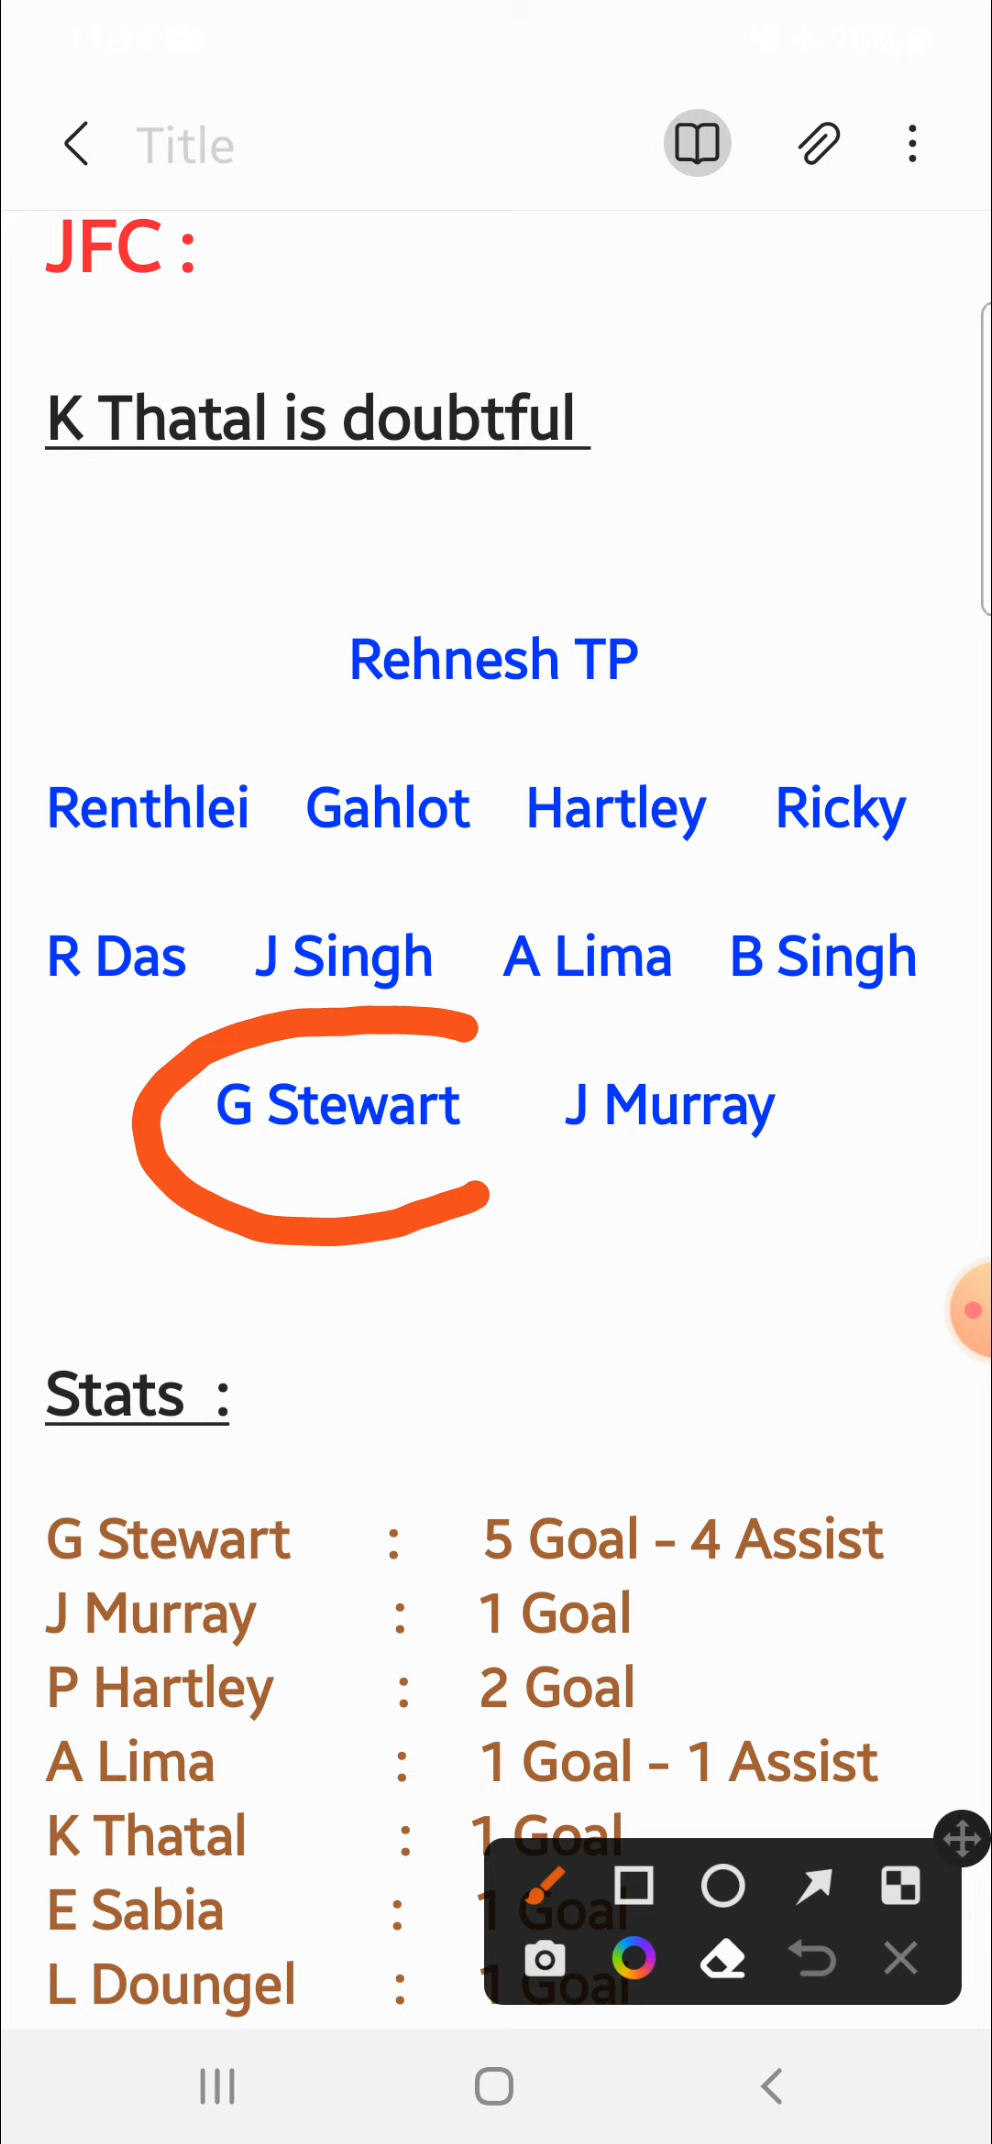 Title
JFC :
K Thatal is doubtful
Rehnesh TP
Renthlei Gahlot Hartley Ricky
R Das J Singh A Lima B Singh
G Stewart J Murray
Stats :
G Stewart : 5 Goal - 4 Assist
J Murray : 1 Goal
P Hartley : 2 Goal
A Lima : 1 Goal - 1 Assist
K Thatal : 1 Goal
E Sabia : 1 Goal
L Doungel : 1 Goal